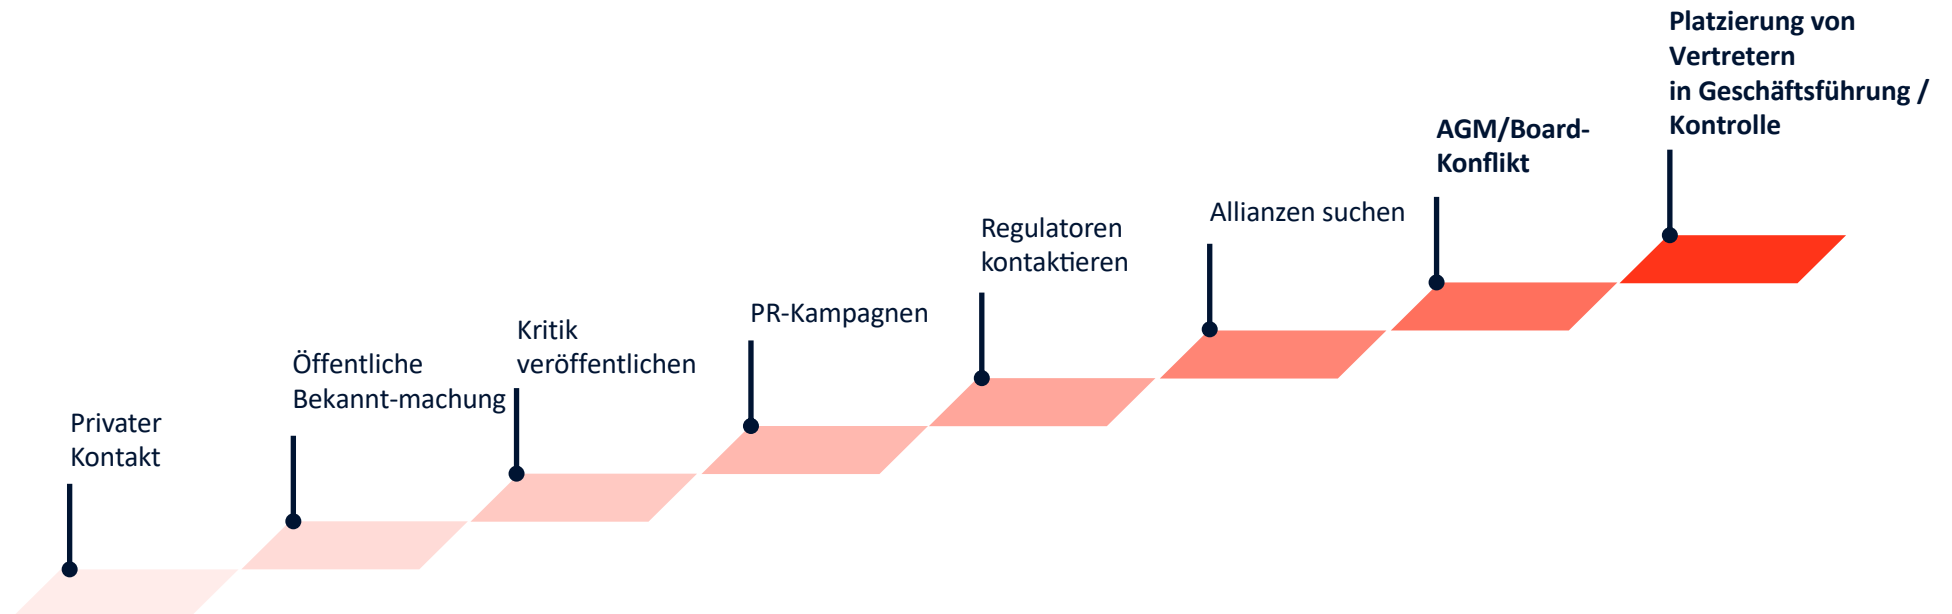 Privater
Kontakt
Öffentliche
Bekannt-machung
Kritik
veröffentlichen
PR-Kampagnen
Regulatoren
kontaktieren
Allianzen suchen
AGM/Board-
Konflikt
Platzierung von
Vertretern
in Geschäftsführung /
Kontrolle